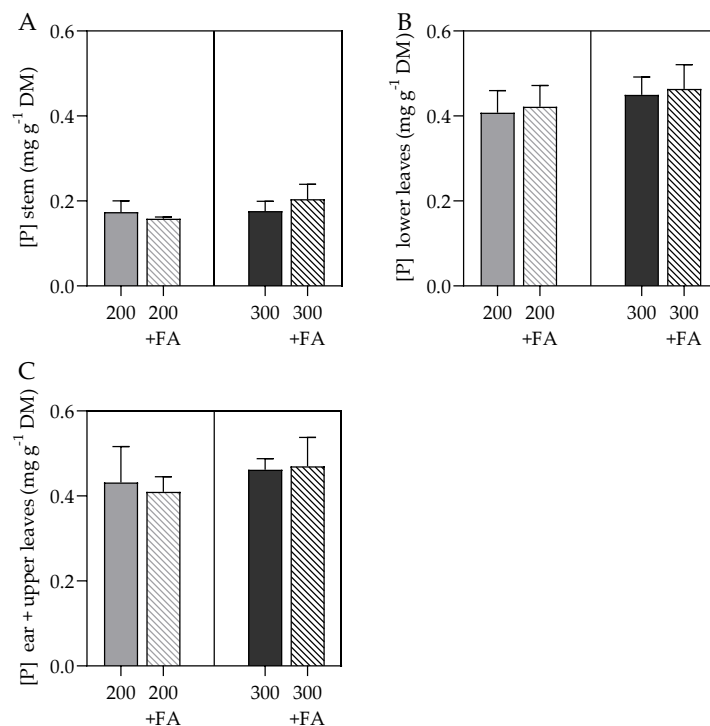 A
[P] stem (mg g⁻¹ DM)
0.6
0.4
0.2
0.0
200 200 300 300
+FA +FA
B
[P] lower leaves (mg g⁻¹ DM)
0.6
0.4
0.2
0.0
200 200 300 300
+FA +FA
C
[P] ear + upper leaves (mg g⁻¹ DM)
0.6
0.4
0.2
0.0
200 200 300 300
+FA +FA